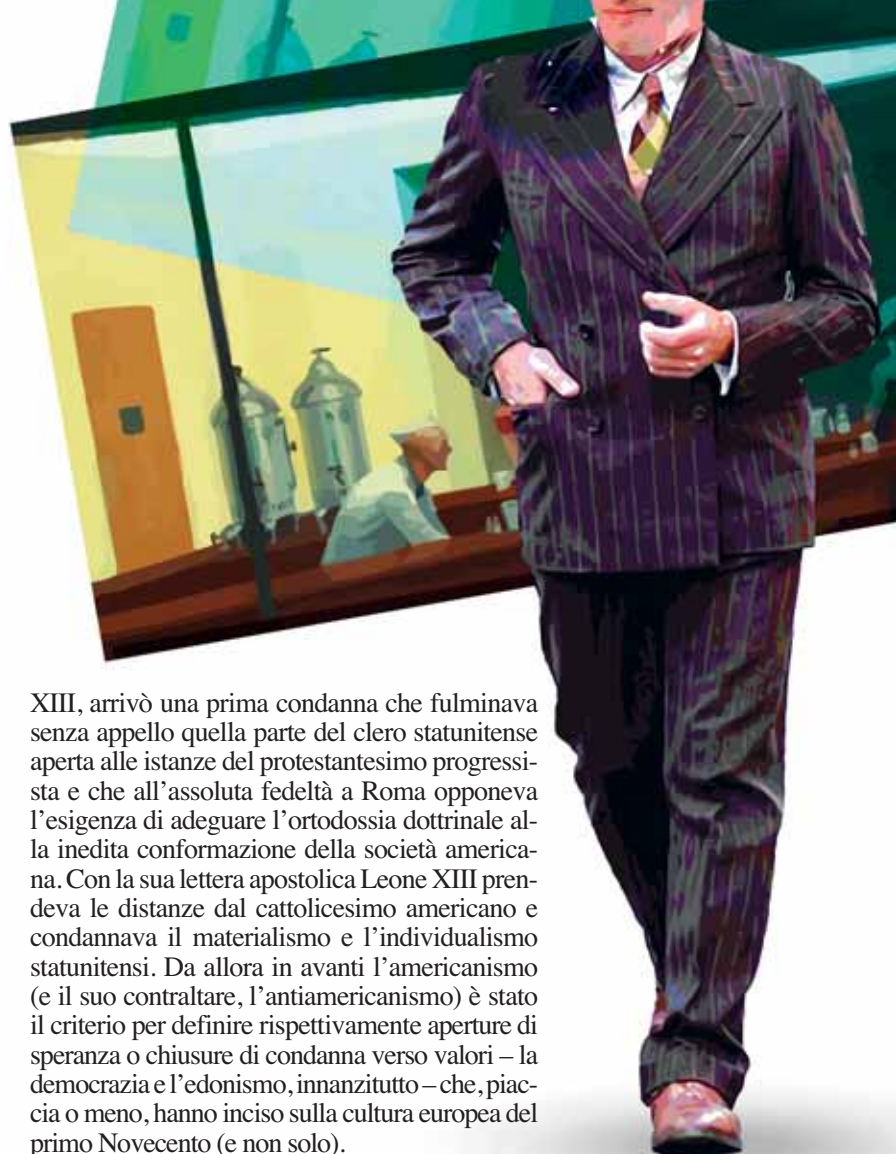 XIII, arrivò una prima condanna che fulminava
senza appello quella parte del clero statunitense
aperta alle istanze del protestantesimo progressi-
sta e che all’assoluta fedeltà a Roma opponeva
l’esigenza di adeguare l’ortodossia dottrinale al-
la inedita conformazione della società america-
na. Con la sua lettera apostolica Leone XIII pren-
deva le distanze dal cattolicesimo americano e
condannava il materialismo e l’individualismo
statunitensi. Da allora in avanti l’americanismo
(e il suo contraltare, l’antiamericanismo) è stato
il criterio per definire rispettivamente aperture di
speranza o chiusure di condanna verso valori – la
democrazia e l’edonismo, innanzitutto – che, piac-
cia o meno, hanno inciso sulla cultura europea del
primo Novecento (e non solo).